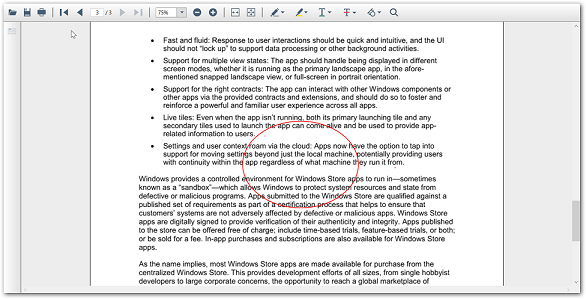 3 / 3
75%
• Fast and fluid: Response to user interactions should be quick and intuitive, and the UI
should not “lock up” to support data processing or other background activities.
• Support for multiple view states: The app should handle being displayed in different
screen modes, whether it is running as the primary landscape app, in the afore-
mentioned snapped landscape view, or full-screen in portrait orientation.
• Support for the right contracts: The app can interact with other Windows components or
other apps via the provided contracts and extensions, and should do so to foster and
reinforce a powerful and familiar user experience across all apps.
• Live tiles: Even when the app isn’t running, both its primary launching tile and any
secondary tiles used to launch the app can come alive and be used to provide app-
related information to users.
• Settings and user context roam via the cloud: Apps now have the option to tap into
support for moving settings beyond just the local machine, potentially providing users
with continuity within the app regardless of what machine they run it from.
Windows provides a controlled environment for Windows Store apps to run in—sometimes
known as a “sandbox”—which allows Windows to protect system resources and state from
defective or malicious programs. Apps submitted to the Windows Store are qualified against a
published set of requirements as part of a certification process that helps to ensure that
customers’ systems are not adversely affected by defective or malicious apps. Windows Store
apps are digitally signed to provide verification of their authenticity and integrity. Apps published
to the store can be offered free of charge; include time-based trials, feature-based trials, or both;
or be sold for a fee. In-app purchases and subscriptions are also available for Windows Store
apps.
As the name implies, most Windows Store apps are made available for purchase from the
centralized Windows Store. This provides development efforts of all sizes, from single hobbyist
developers to large corporate concerns, the opportunity to reach a global marketplace of